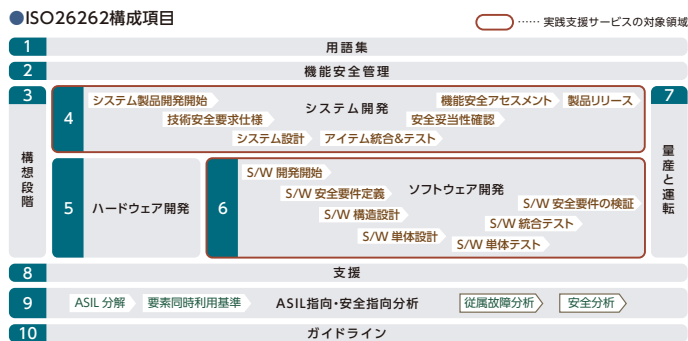 ●ISO26262構成項目
…… 実践支援サービスの対象領域
1 用語集
2 機能安全管理
3 構想段階
4 システム開発
システム製品開発開始
技術安全要求仕様
システム設計
アイテム統合&テスト
安全妥当性確認
機能安全アセスメント
製品リリース
5 ハードウェア開発
6 ソフトウェア開発
S/W 開発開始
S/W 安全要件定義
S/W 構造設計
S/W 単体設計
S/W 単体テスト
S/W 統合テスト
S/W 安全要件の検証
7 量産と運転
8 支援
9 ASIL指向・安全指向分析
ASIL 分解
要素同時利用基準
従属故障分析
安全分析
10 ガイドライン